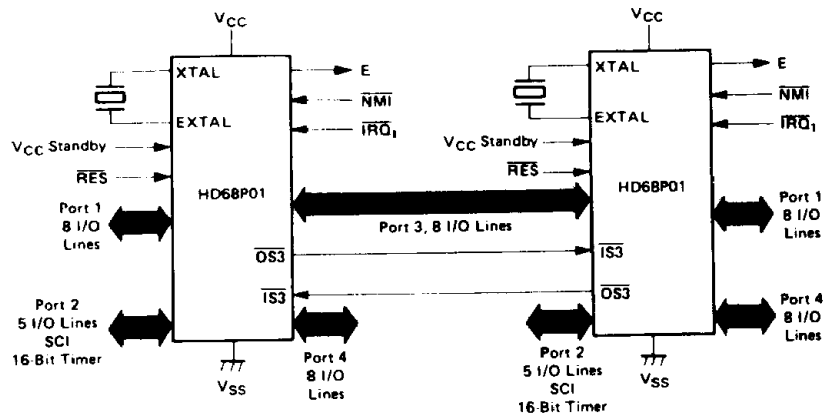 VCC
XTAL
E
NMI
EXTAL
IRQ1
VCC Standby
RES
HD68P01
Port 1
8 I/O
Lines
OS3
IS3
Port 2
5 I/O Lines
SCI
16-Bit Timer
Port 4
8 I/O
Lines
VSS
Port 3, 8 I/O Lines
VCC
XTAL
E
NMI
EXTAL
IRQ1
VCC Standby
RES
HD68P01
Port 1
8 I/O
Lines
IS3
OS3
Port 4
8 I/O
Lines
Port 2
5 I/O Lines
SCI
16-Bit Timer
VSS